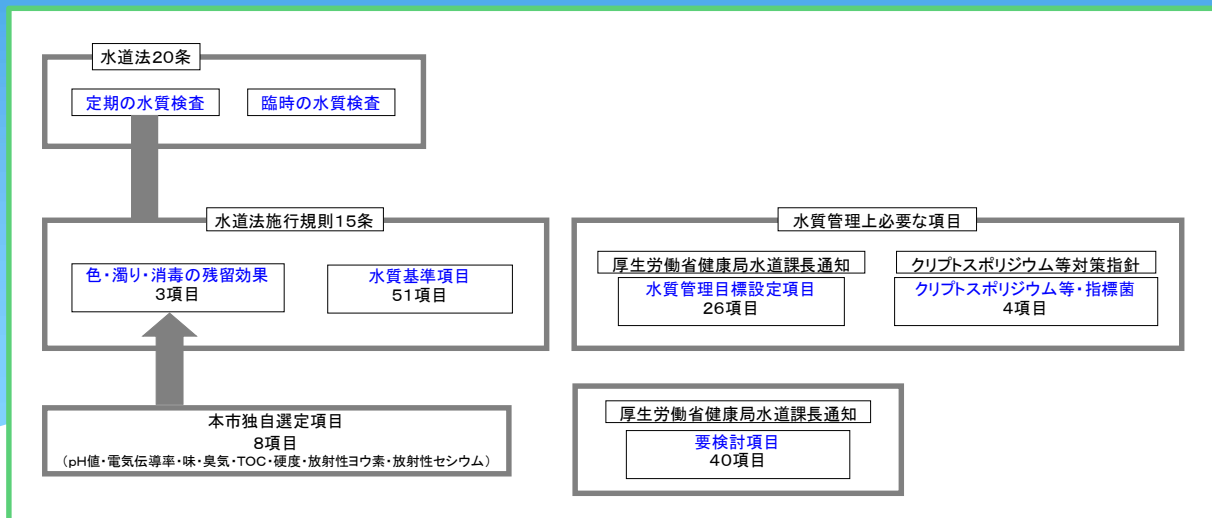 水道法20条
定期の水質検査
臨時の水質検査
水道法施行規則15条
色・濁り・消毒の残留効果
3項目
水質基準項目
51項目
水質管理上必要な項目
厚生労働省健康局水道課長通知
水質管理目標設定項目
26項目
クリプトスポリジウム等対策指針
クリプトスポリジウム等・指標菌
4項目
本市独自選定項目
8項目
(pH値・電気伝導率・味・臭気・TOC・硬度・放射性ヨウ素・放射性セシウム)
厚生労働省健康局水道課長通知
要検討項目
40項目